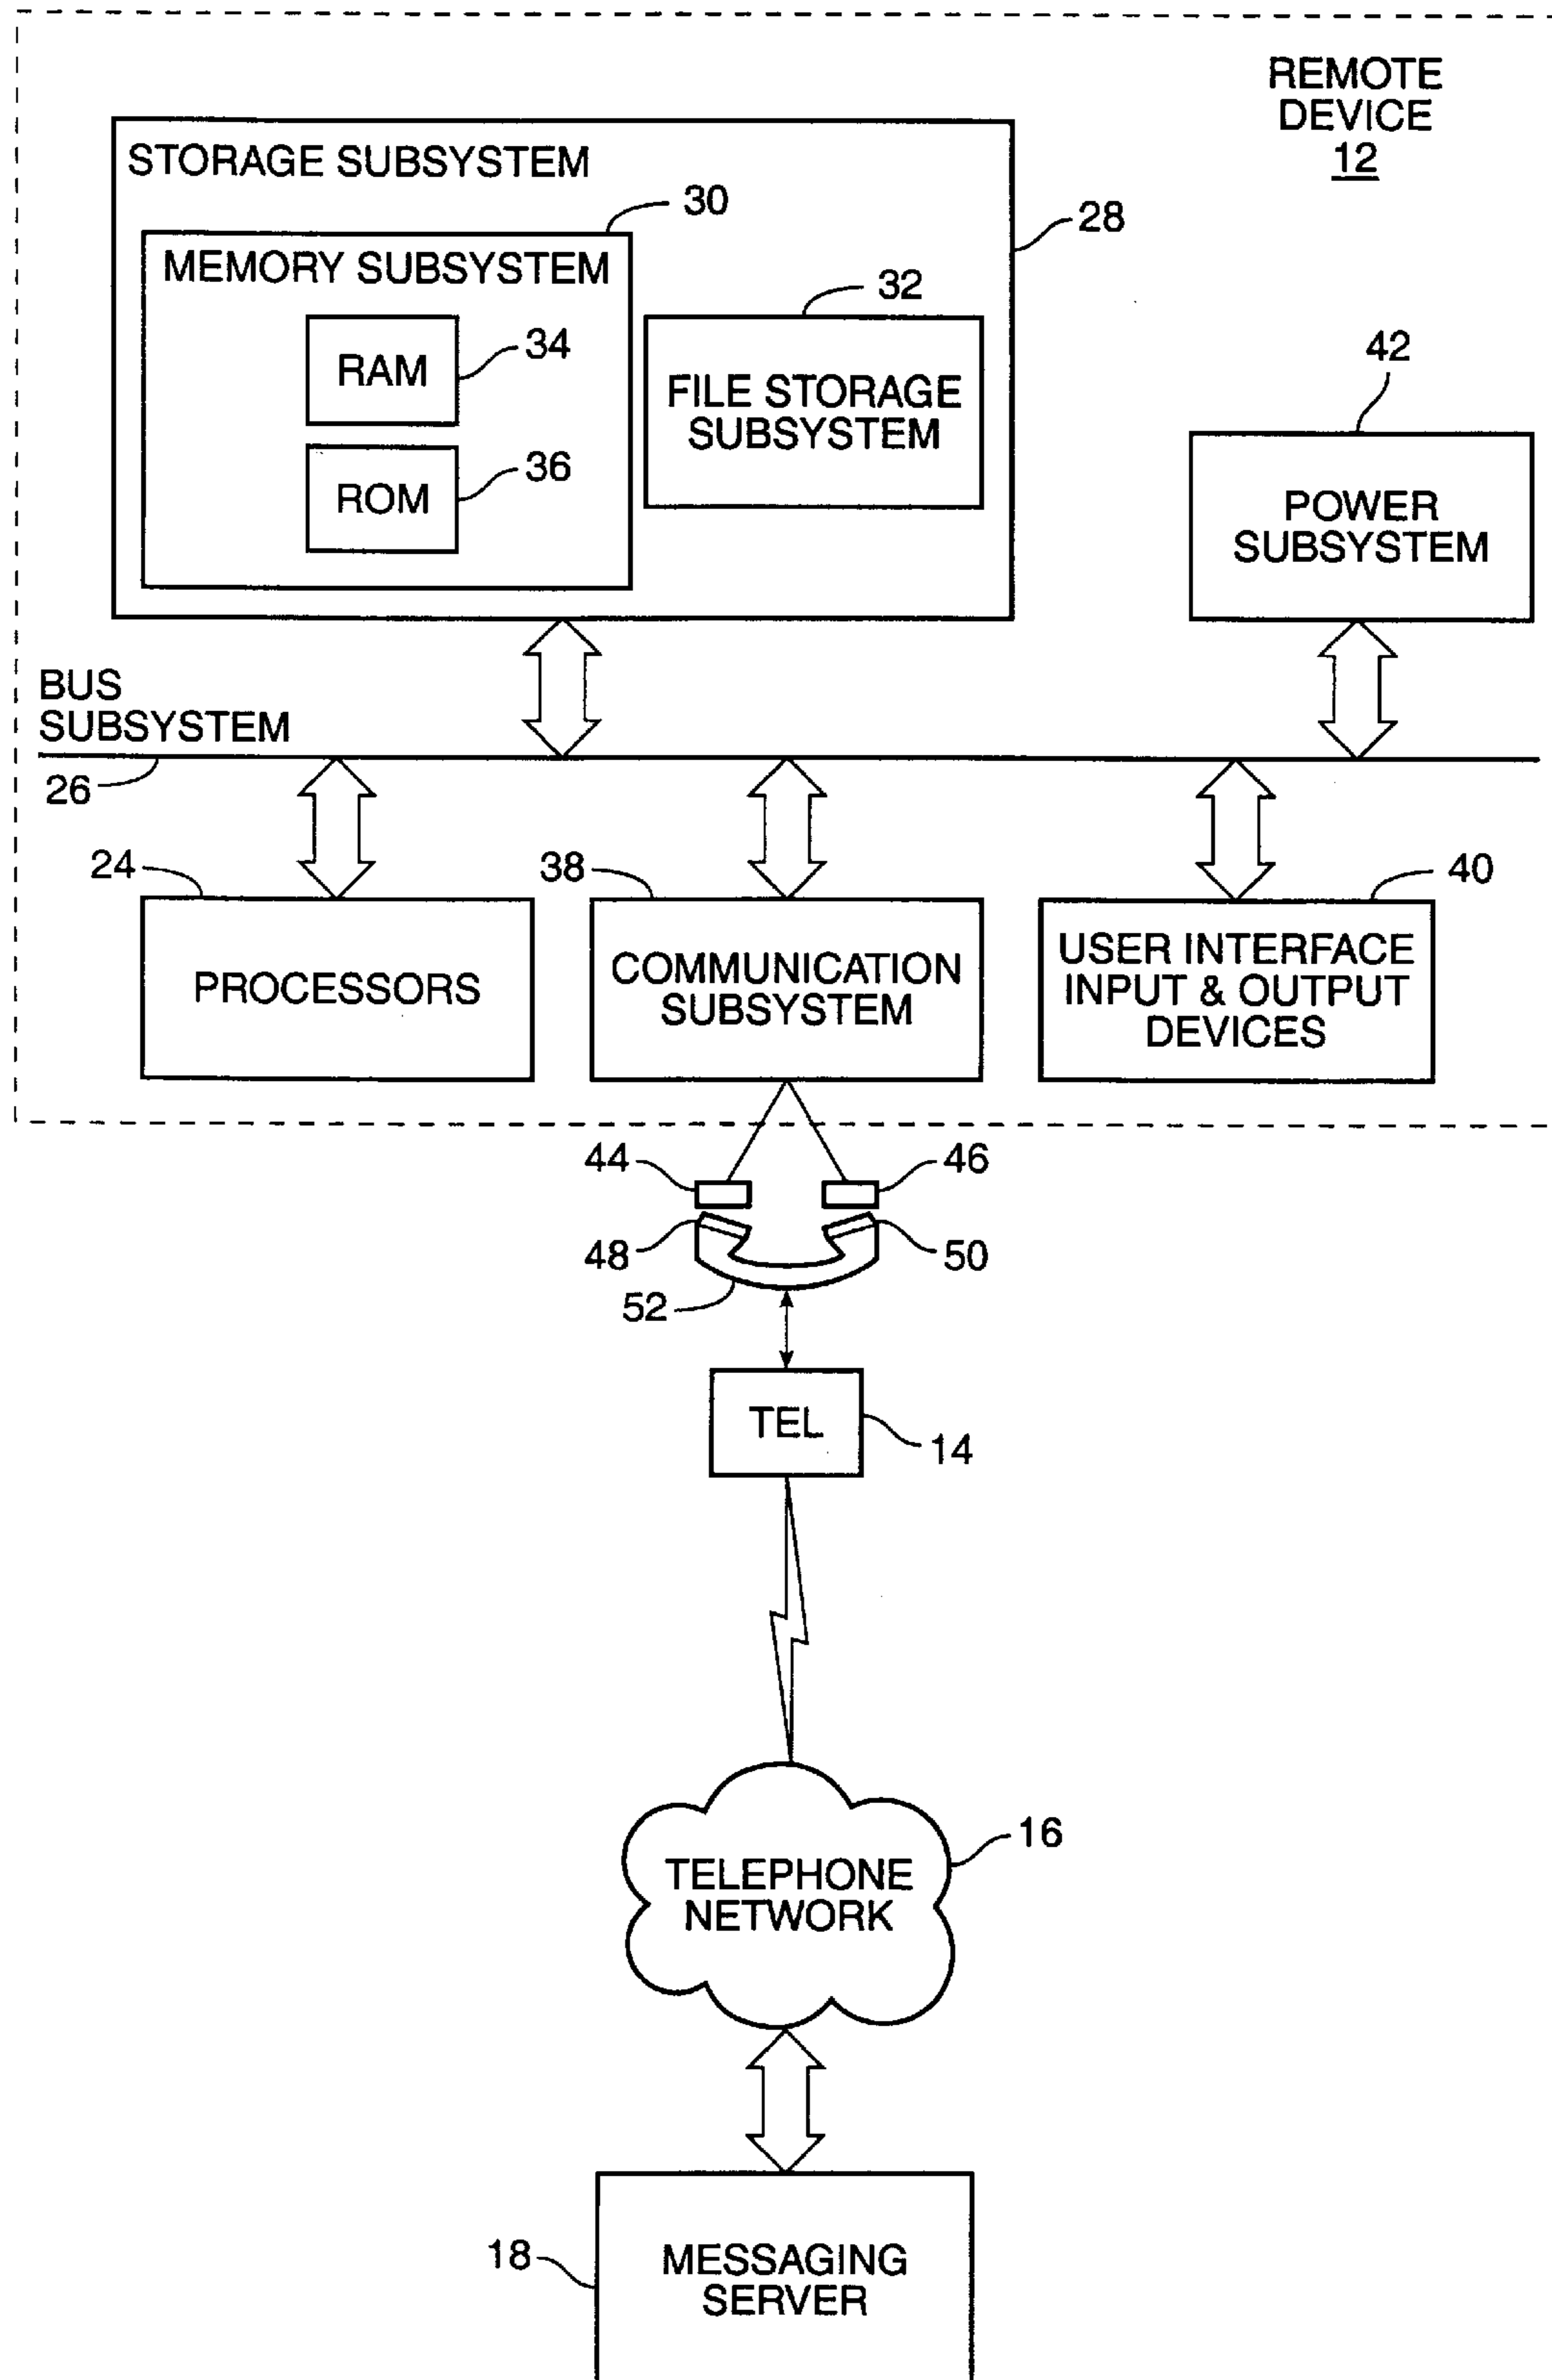 REMOTE
DEVICE
12
STORAGE SUBSYSTEM
30
28
MEMORY SUBSYSTEM
32
RAM
34
FILE STORAGE
SUBSYSTEM
ROM
36
42
POWER
SUBSYSTEM
BUS
SUBSYSTEM
26
24
38
40
PROCESSORS
COMMUNICATION
SUBSYSTEM
USER INTERFACE
INPUT & OUTPUT
DEVICES
44
46
48
50
52
TEL
14
16
TELEPHONE
NETWORK
18
MESSAGING
SERVER